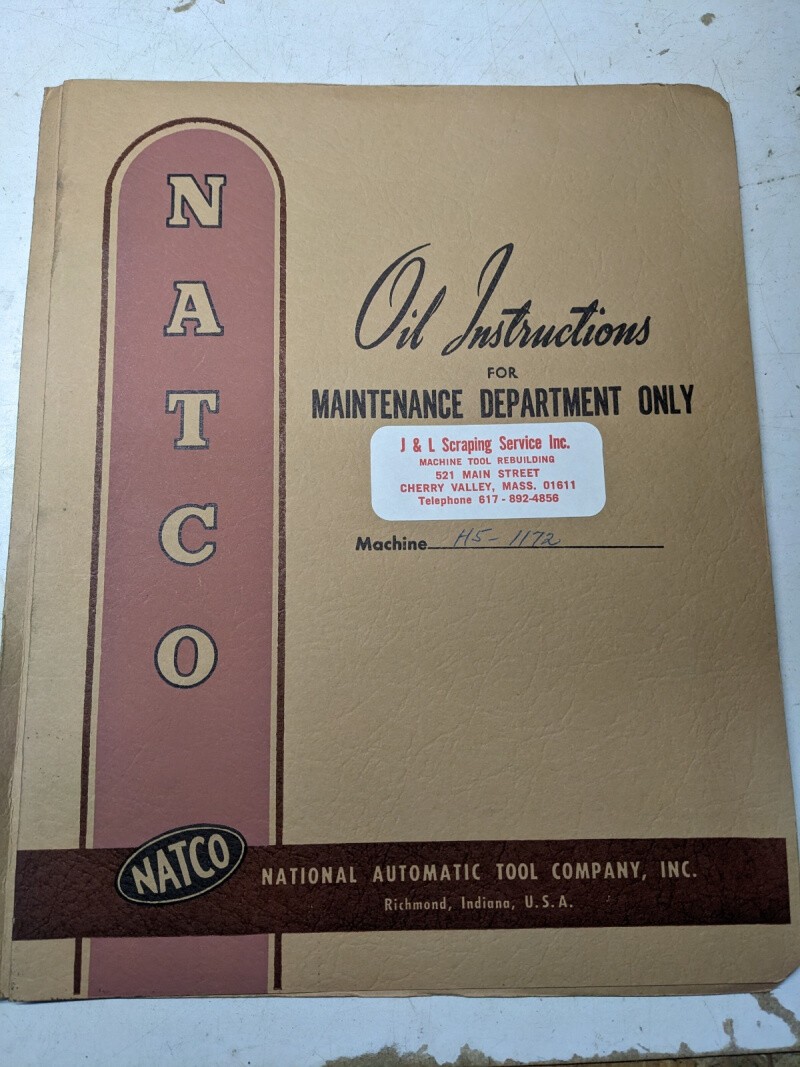 NATCO
Oil Instructions
FOR
MAINTENANCE DEPARTMENT ONLY
J & L Scraping Service Inc.
MACHINE TOOL REBUILDING
521 MAIN STREET
CHERRY VALLEY, MASS. 01611
Telephone 617-892-4856
Machine H5-1172
NATCO
NATIONAL AUTOMATIC TOOL COMPANY, INC.
Richmond, Indiana, U.S.A.